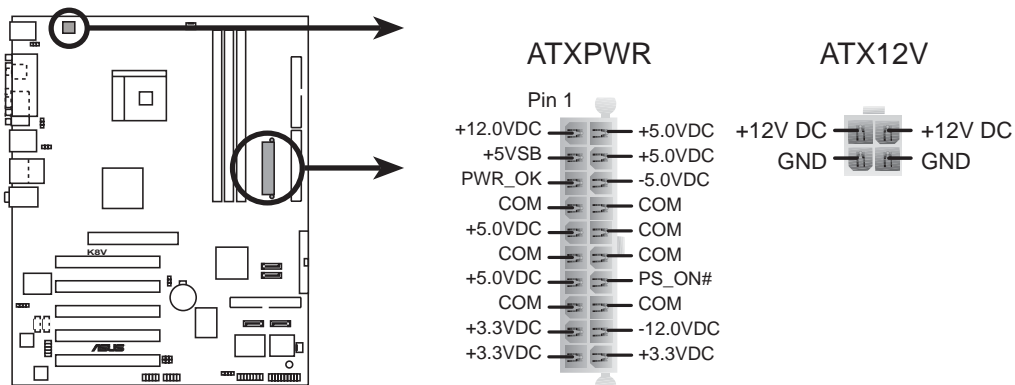 ATXPWR
ATX12V
Pin 1
+12.0VDC +5.0VDC
+5VSB +5.0VDC
PWR_OK -5.0VDC
COM COM
+5.0VDC COM
COM COM
+5.0VDC PS_ON#
COM COM
+3.3VDC -12.0VDC
+3.3VDC +3.3VDC
+12V DC +12V DC
GND GND
K8V
ASUS